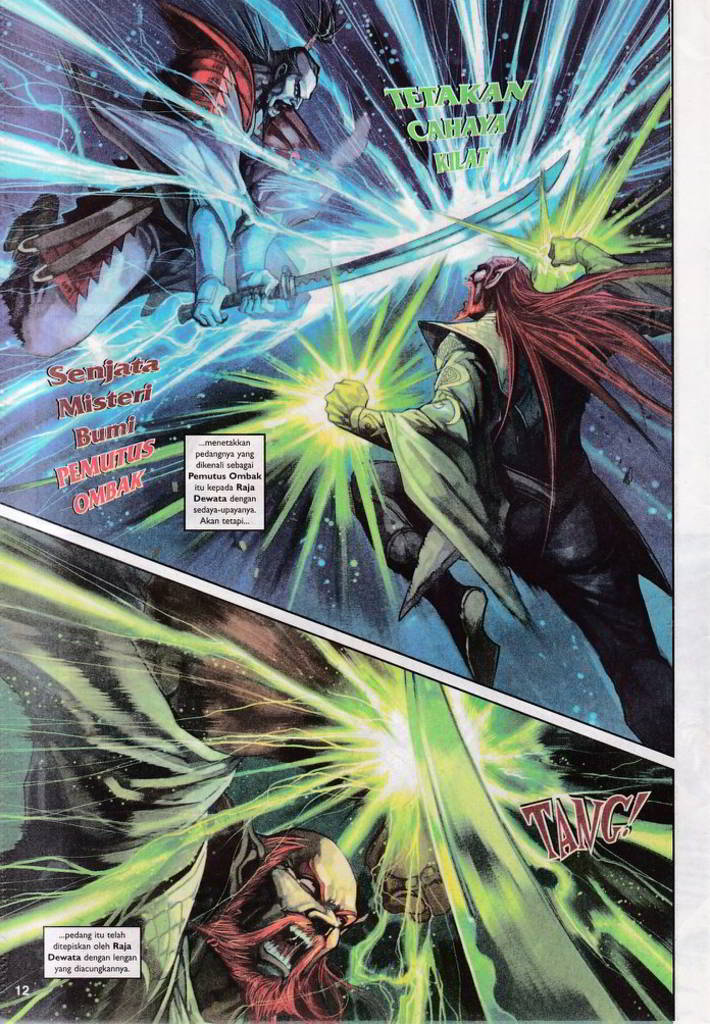 TETAKAN
CAHAYA
KILAT
Senjata
Misteri
Bumi
PEMUTUS
OMBAK
...menetakkan
pedangnya yang
dikenali sebagai
Pemutus Ombak
itu kepada Raja
Dewata dengan
sedaya-upayanya.
Akan tetapi...
TANG!
...pedang itu telah
ditepiskan oleh Raja
Dewata dengan lengan
yang diacungkannya.
12